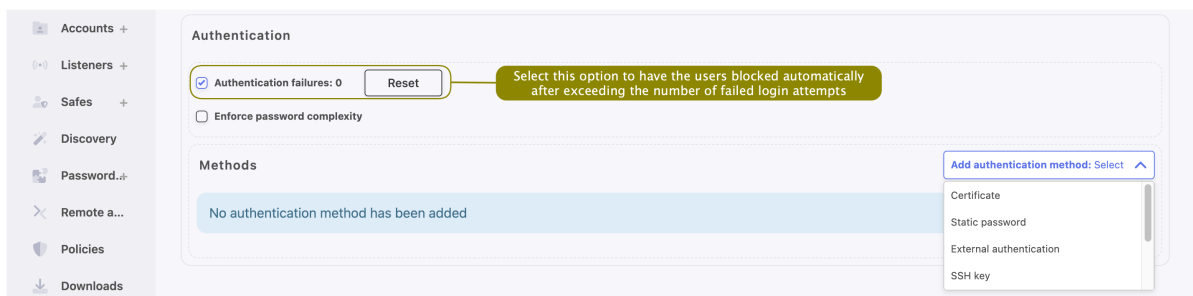 Accounts +
Listeners +
Safes +
Discovery
Password..+
Remote a...
Policies
Downloads
Authentication
Authentication failures: 0
Reset
Select this option to have the users blocked automatically
after exceeding the number of failed login attempts
Enforce password complexity
Methods
Add authentication method: Select
No authentication method has been added
Certificate
Static password
External authentication
SSH key